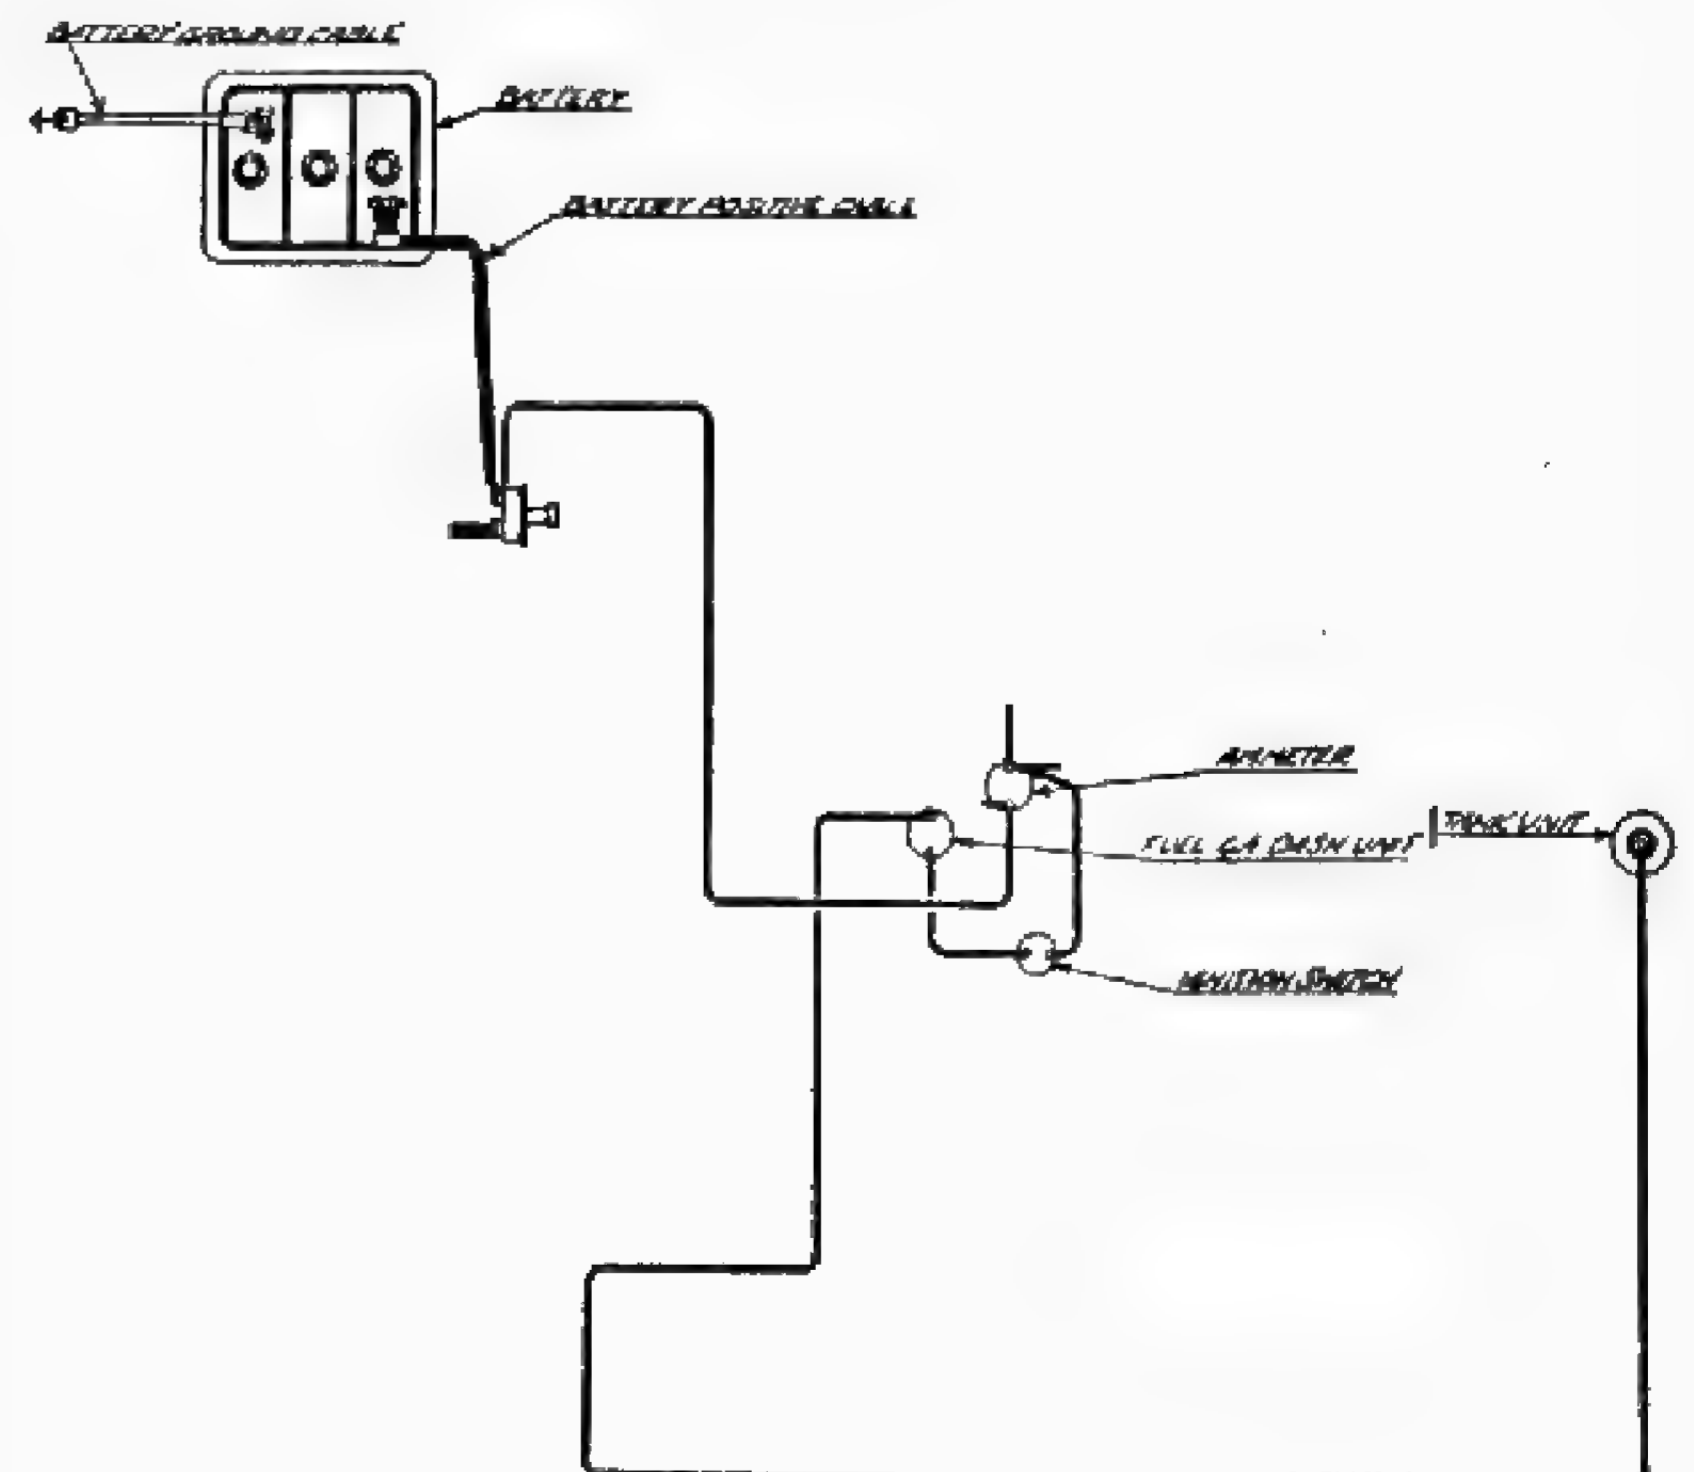 BATTERY GROUND CABLE
BATTERY
BATTERY POSITIVE CABLE
AMMETER
FUEL GA DASH UNIT
TANK UNIT
IGNITION SWITCH